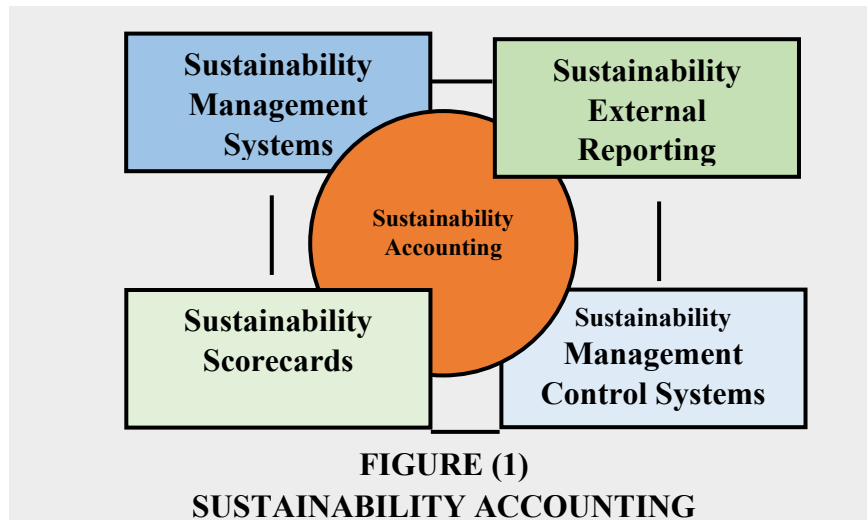 Sustainability
Management
Systems
Sustainability
External
Reporting
Sustainability
Accounting
Sustainability
Scorecards
Sustainability
Management
Control Systems
FIGURE (1)
SUSTAINABILITY ACCOUNTING